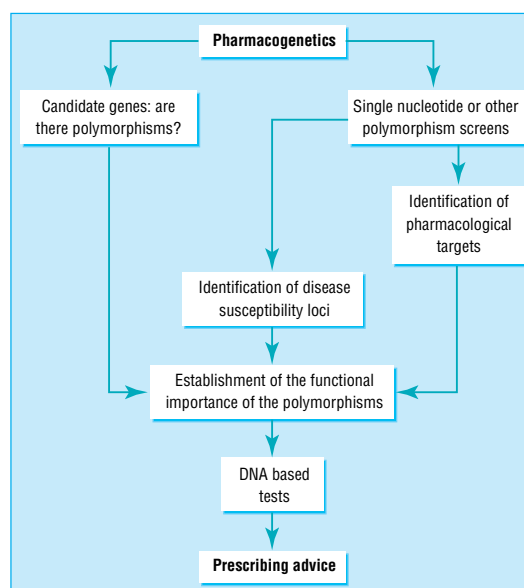 Pharmacogenetics
Candidate genes: are
there polymorphisms?
Single nucleotide or other
polymorphism screens
Identification of
pharmacological
targets
Identification of disease
susceptibility loci
Establishment of the functional
importance of the polymorphisms
DNA based
tests
Prescribing advice